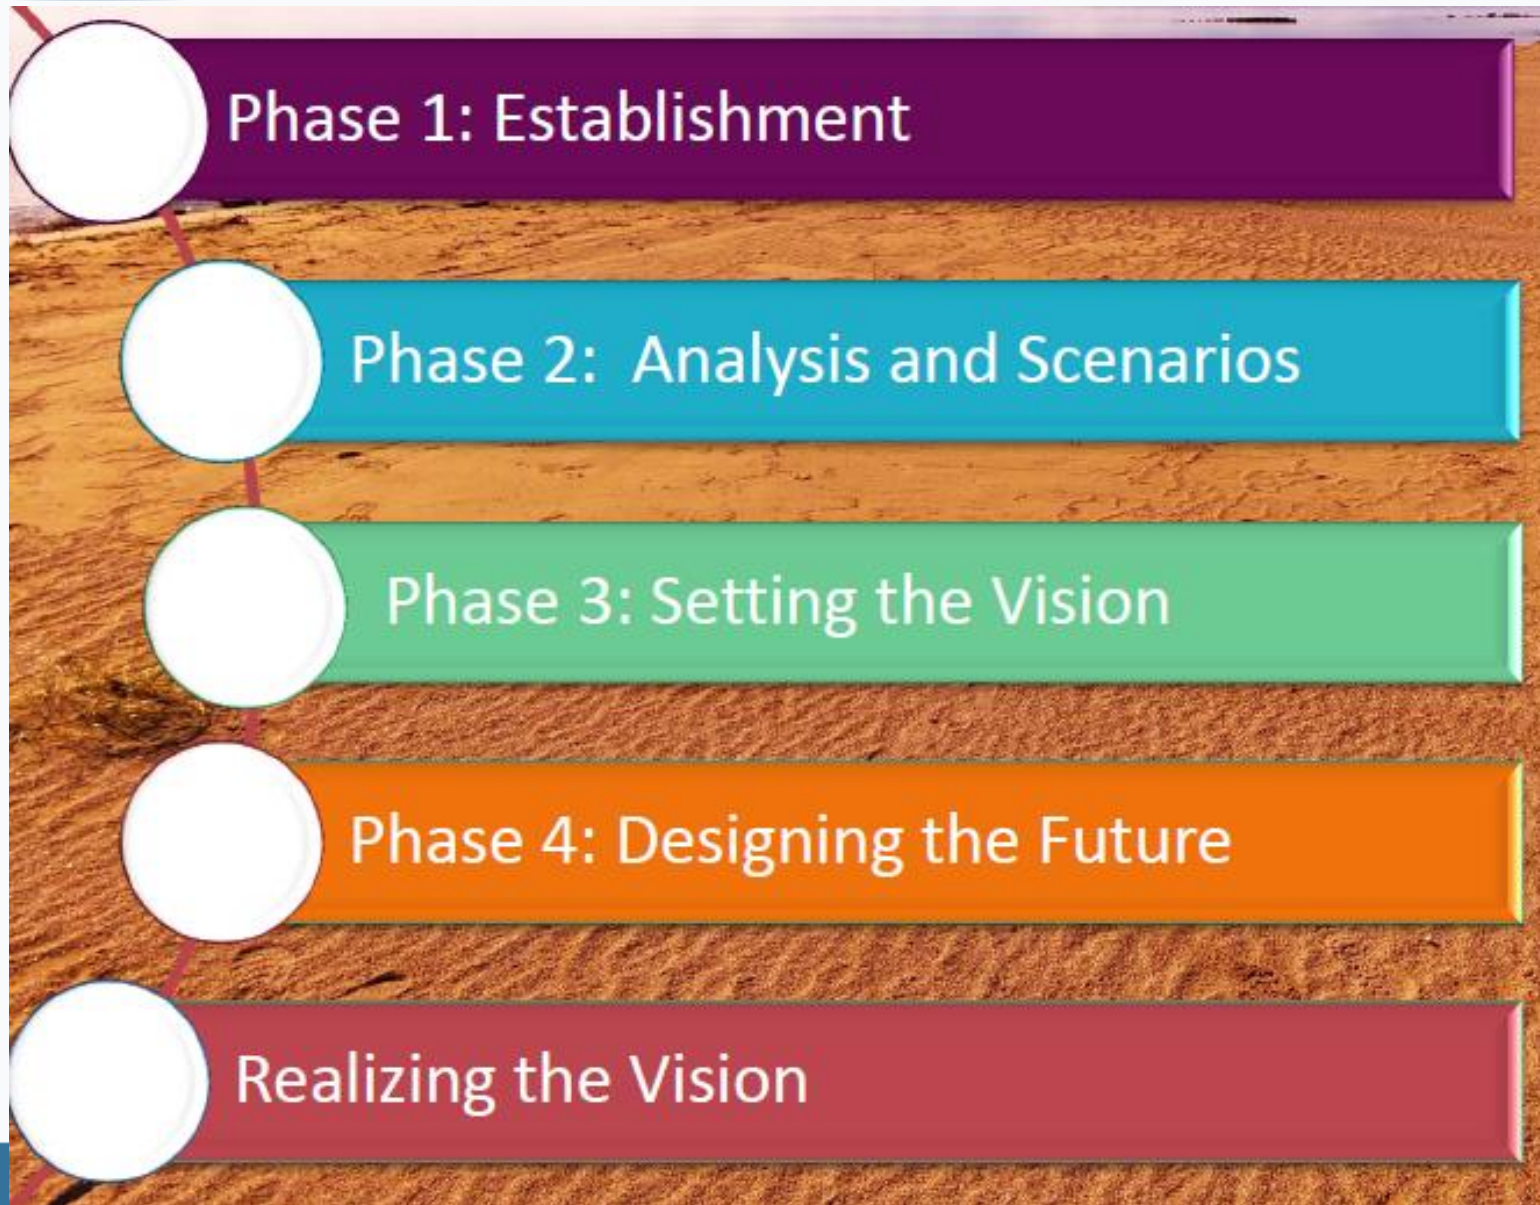 Phase 1: Establishment
Phase 2:  Analysis and Scenarios
Phase 3: Setting the Vision
Phase 4: Designing the Future
Realizing the Vision